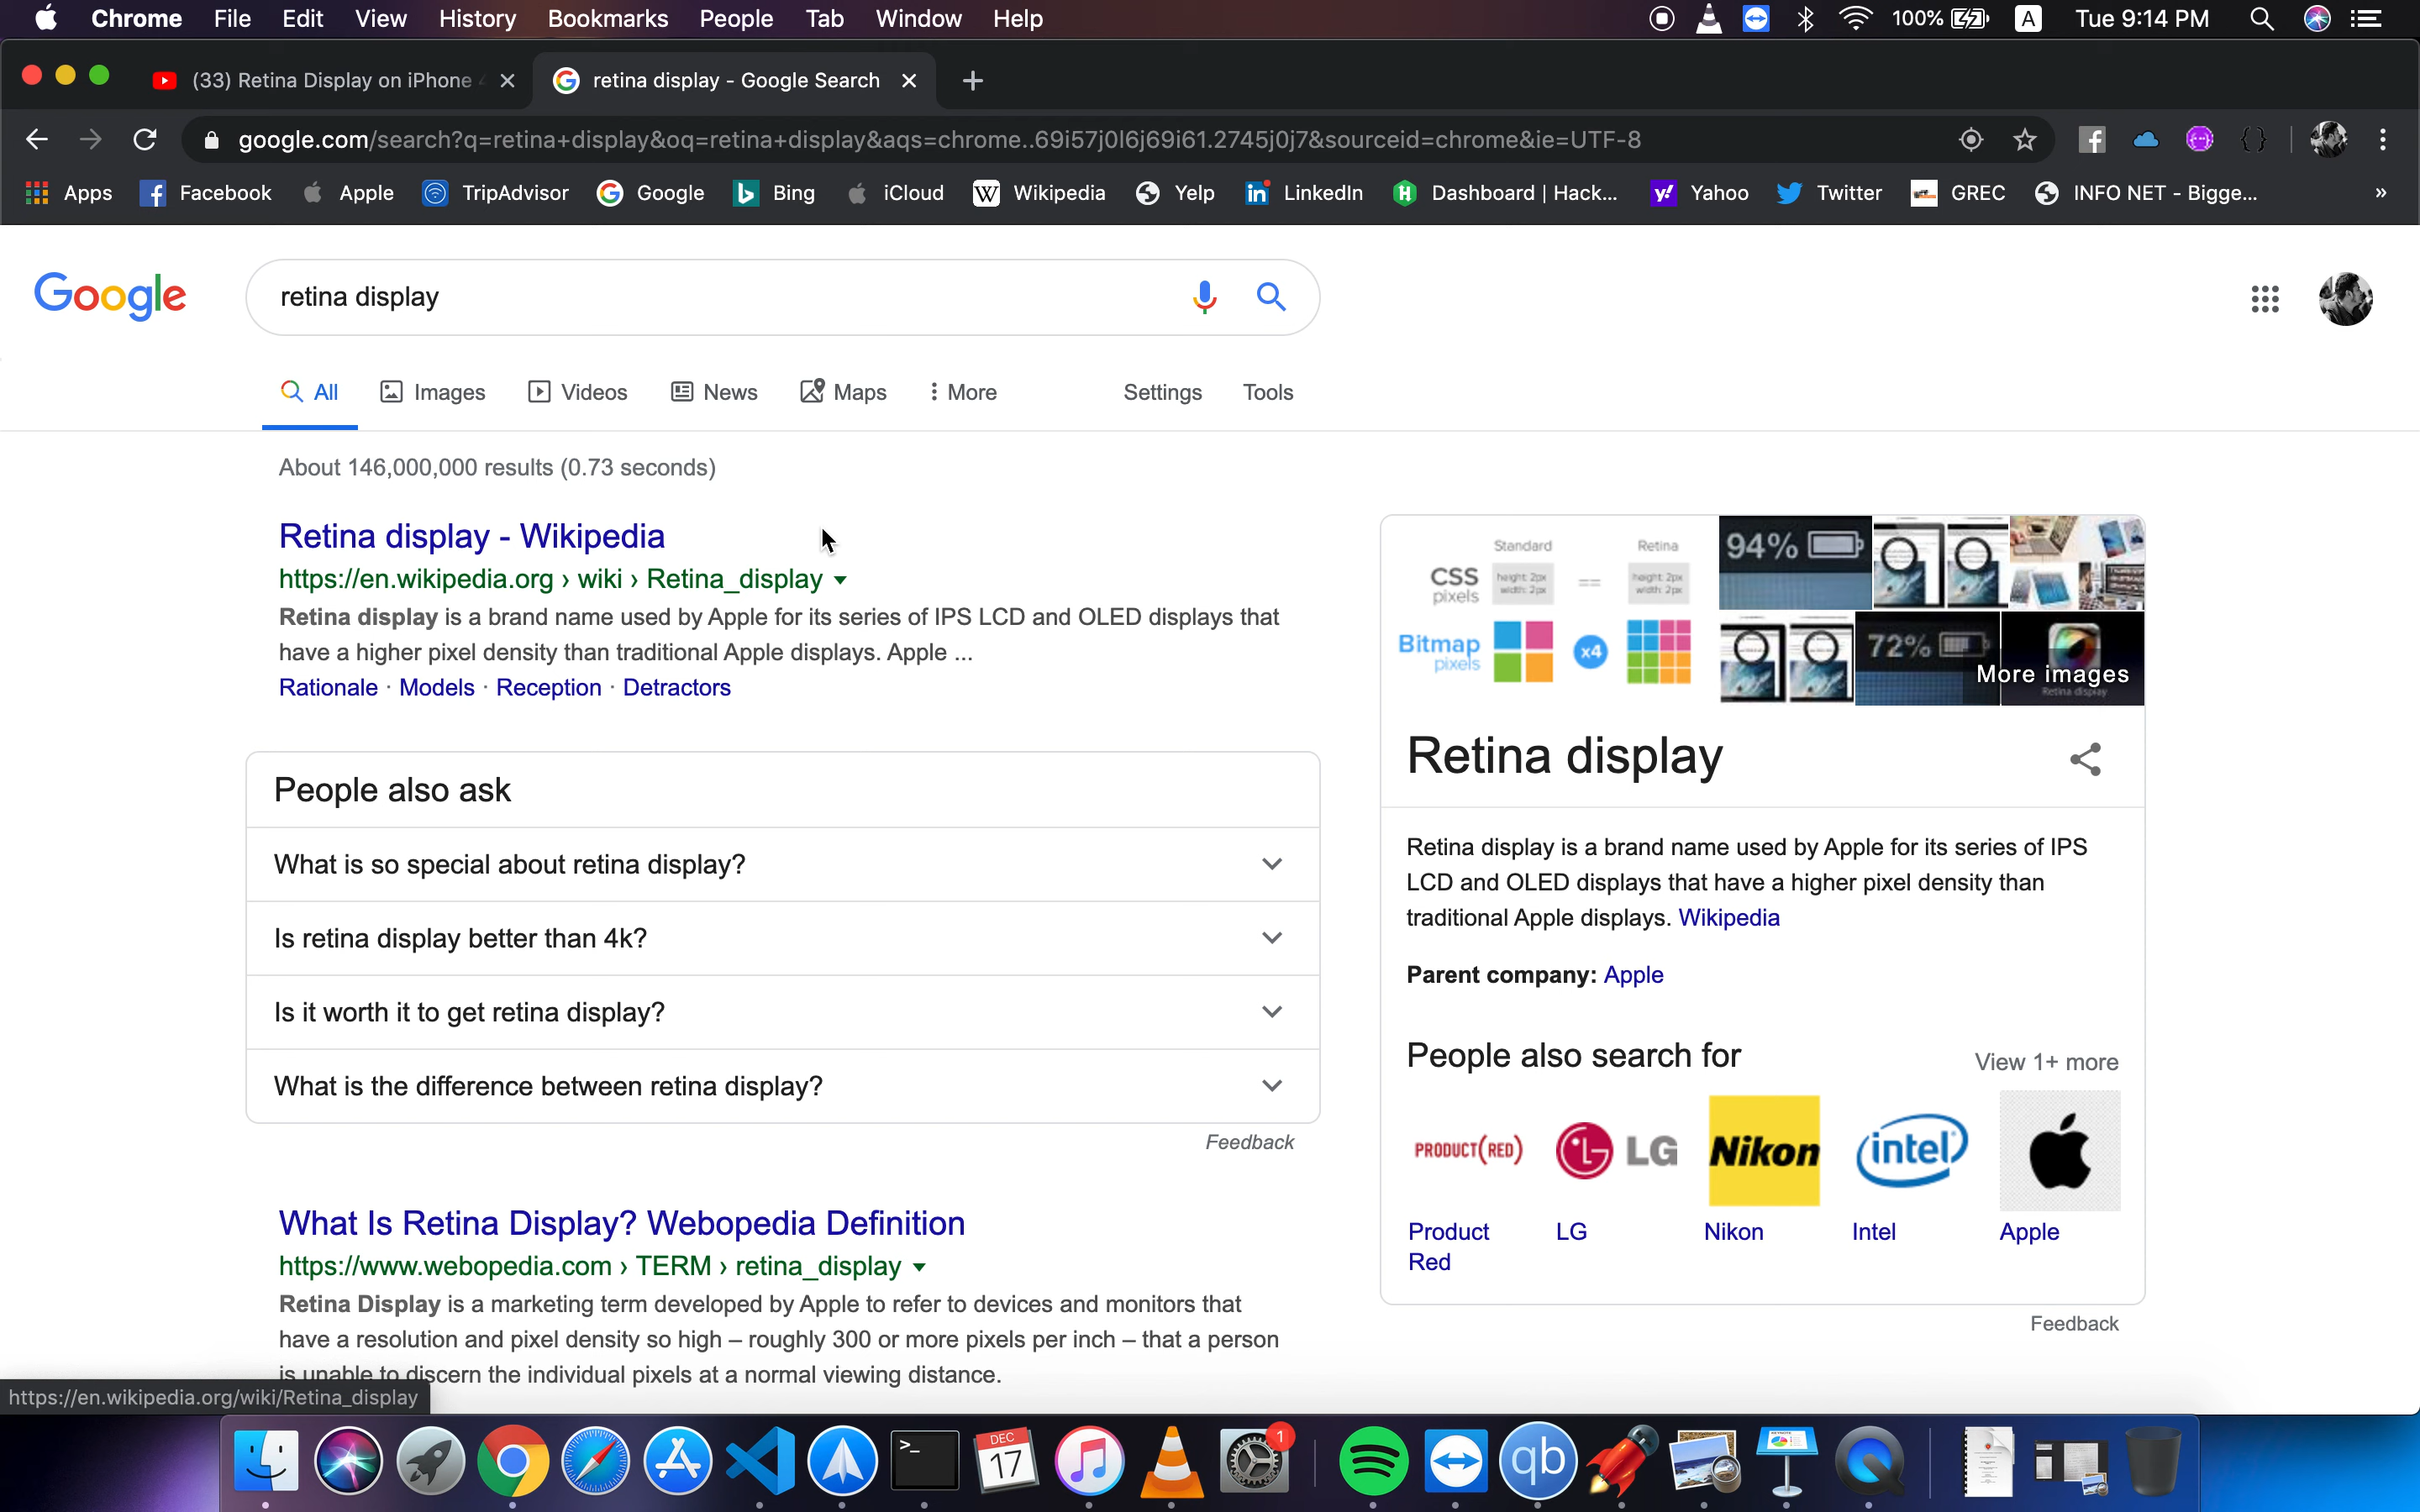 Chrome File Edit View History Bookmarks People Tab Window Help 100% A Tue 9:14 PM
(33) Retina Display on iPhone retina display - Google Search
google.com/search?q=retina+display&oq=retina+display&aqs=chrome..69i57j0l6j69i61.2745j0j7&sourceid=chrome&ie=UTF-8
Apps Facebook Apple TripAdvisor Google Bing iCloud Wikipedia Yelp LinkedIn Dashboard | Hack... Yahoo Twitter GREC INFO NET - Bigge... »
Google retina display
All Images Videos News Maps More Settings Tools
About 146,000,000 results (0.73 seconds)
Retina display - Wikipedia
https://en.wikipedia.org › wiki › Retina_display
Retina display is a brand name used by Apple for its series of IPS LCD and OLED displays that
have a higher pixel density than traditional Apple displays. Apple ...
Rationale · Models · Reception · Detractors
People also ask
What is so special about retina display?
Is retina display better than 4k?
Is it worth it to get retina display?
What is the difference between retina display?
Feedback
What Is Retina Display? Webopedia Definition
https://www.webopedia.com › TERM › retina_display
Retina Display is a marketing term developed by Apple to refer to devices and monitors that
have a resolution and pixel density so high – roughly 300 or more pixels per inch – that a person
is unable to discern the individual pixels at a normal viewing distance.
Standard Retina
CSS pixels height: 2px width: 2px == height: 2px width: 2px
Bitmap pixels x4
94%
72%
More images
Retina display
Retina display
Retina display is a brand name used by Apple for its series of IPS
LCD and OLED displays that have a higher pixel density than
traditional Apple displays. Wikipedia
Parent company: Apple
People also search for View 1+ more
PRODUCT(RED) LG Nikon intel
Product Red LG Nikon Intel Apple
Feedback
https://en.wikipedia.org/wiki/Retina_display
DEC
17
1
qb